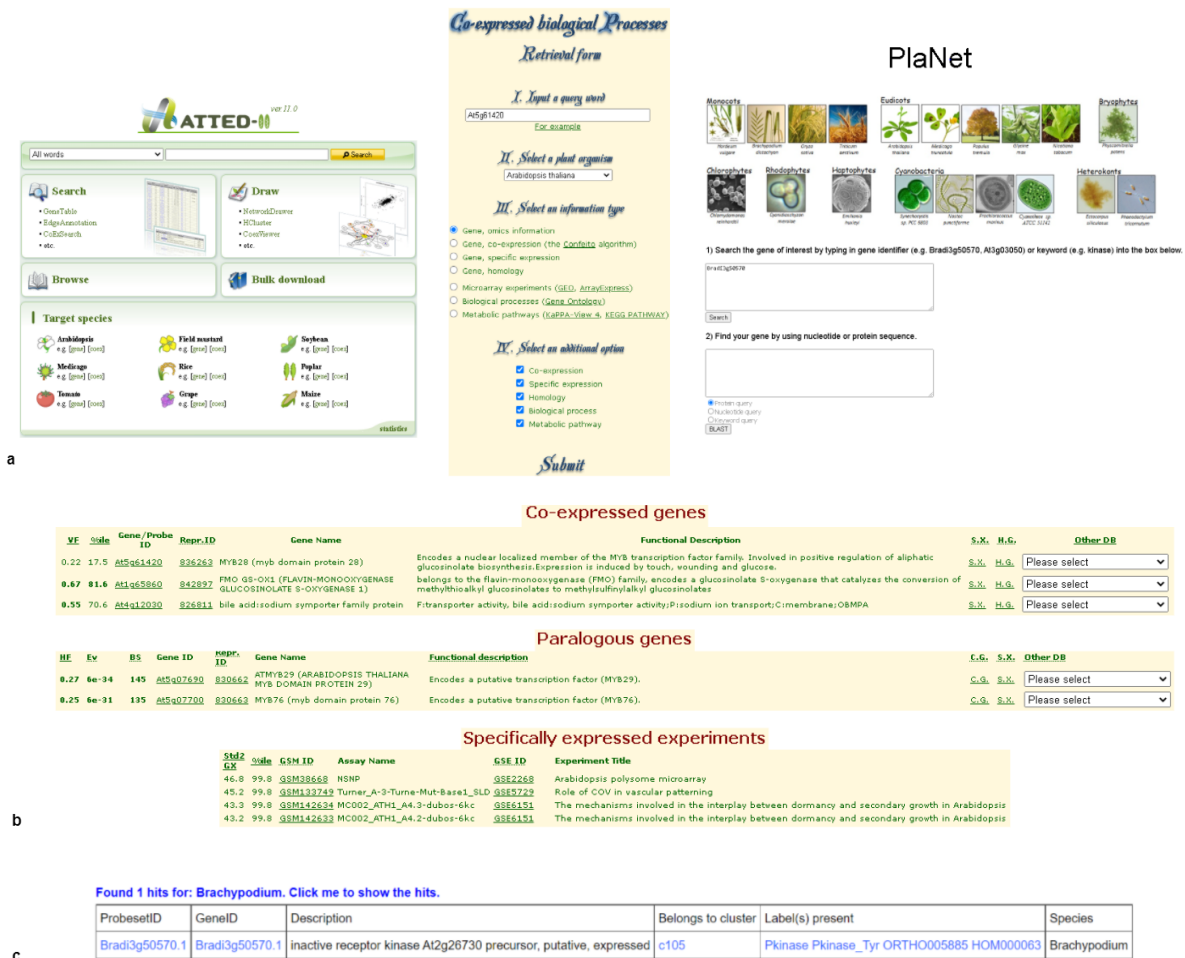 ver.11.0
ATTED-II
All words
Search
Search
• GeneTable
• EdgeAnnotation
• CoExSearch
• etc.
Draw
• NetworkDrawer
• HCluster
• CoexViewer
• etc.
Browse
Bulk download
Target species
Arabidopsis
e.g. [gene] [coex]
Field mustard
e.g. [gene] [coex]
Soybean
e.g. [gene] [coex]
Medicago
e.g. [gene] [coex]
Rice
e.g. [gene] [coex]
Poplar
e.g. [gene] [coex]
Tomato
e.g. [gene] [coex]
Grape
e.g. [gene] [coex]
Maize
e.g. [gene] [coex]
statistics
a
Co-expressed biological Processes
Retrieval form
I. Input a query word
At5g61420
For example
II. Select a plant organism
Arabidopsis thaliana
III. Select an information type
Gene, omics information
Gene, co-expression (the Confeito algorithm)
Gene, specific expression
Gene, homology
Microarray experiments (GEO, ArrayExpress)
Biological processes (Gene Ontology)
Metabolic pathways (KaPPA-View 4, KEGG PATHWAY)
IV. Select an additional option
Co-expression
Specific expression
Homology
Biological process
Metabolic pathway
Submit
PlaNet
Monocots
Eudicots
Bryophytes
Chlorophytes
Rhodophytes
Haptophytes
Cyanobacteria
Heterokonts
1) Search the gene of interest by typing in gene identifier (e.g. Bradi3g50570, At3g03050) or keyword (e.g. kinase) into the box below.
Bradi3g50570
Search
2) Find your gene by using nucleotide or protein sequence.
Protein query
Nucleotide query
Keyword query
BLAST
Co-expressed genes
VF %ile Gene/Probe ID Repr.ID Gene Name Functional Description S.X. H.G. Other DB
0.22 17.5 At5g61420 836263 MYB28 (myb domain protein 28) Encodes a nuclear localized member of the MYB transcription factor family. Involved in positive regulation of aliphatic
glucosinolate biosynthesis.Expression is induced by touch, wounding and glucose. S.X. H.G. Please select
0.67 81.6 At1g65860 842897 FMO GS-OX1 (FLAVIN-MONOOXYGENASE GLUCOSINOLATE S-OXYGENASE 1) belongs to the flavin-monooxygenase (FMO) family, encodes a glucosinolate S-oxygenase that catalyzes the conversion of
methylthioalkyl glucosinolates to methylsulfinylalkyl glucosinolates S.X. H.G. Please select
0.55 70.6 At4g12030 826811 bile acid:sodium symporter family protein F:transporter activity, bile acid:sodium symporter activity;P:sodium ion transport;C:membrane;OBMPA S.X. H.G. Please select
Paralogous genes
HF Ev BS Gene ID Repr. ID Gene Name Functional description C.G. S.X. Other DB
0.27 6e-34 145 At5g07690 830662 ATMYB29 (ARABIDOPSIS THALIANA MYB DOMAIN PROTEIN 29) Encodes a putative transcription factor (MYB29). C.G. S.X. Please select
0.25 6e-31 135 At5g07700 830663 MYB76 (myb domain protein 76) Encodes a putative transcription factor (MYB76). C.G. S.X. Please select
Specifically expressed experiments
Std2 GX %ile GSM ID Assay Name GSE ID Experiment Title
46.8 99.8 GSM38668 NSNP GSE2268 Arabidopsis polysome microarray
45.2 99.8 GSM133749 Turner_A-3-Turne-Mut-Base1_SLD GSE5729 Role of COV in vascular patterning
43.3 99.8 GSM142634 MC002_ATH1_A4.3-dubos-6kc GSE6151 The mechanisms involved in the interplay between dormancy and secondary growth in Arabidopsis
43.2 99.8 GSM142633 MC002_ATH1_A4.2-dubos-6kc GSE6151 The mechanisms involved in the interplay between dormancy and secondary growth in Arabidopsis
b
Found 1 hits for: Brachypodium. Click me to show the hits.
ProbesetID GeneID Description Belongs to cluster Label(s) present Species
Bradi3g50570.1 Bradi3g50570.1 inactive receptor kinase At2g26730 precursor, putative, expressed c105 Pkinase Pkinase_Tyr ORTHO005885 HOM000063 Brachypodium
c